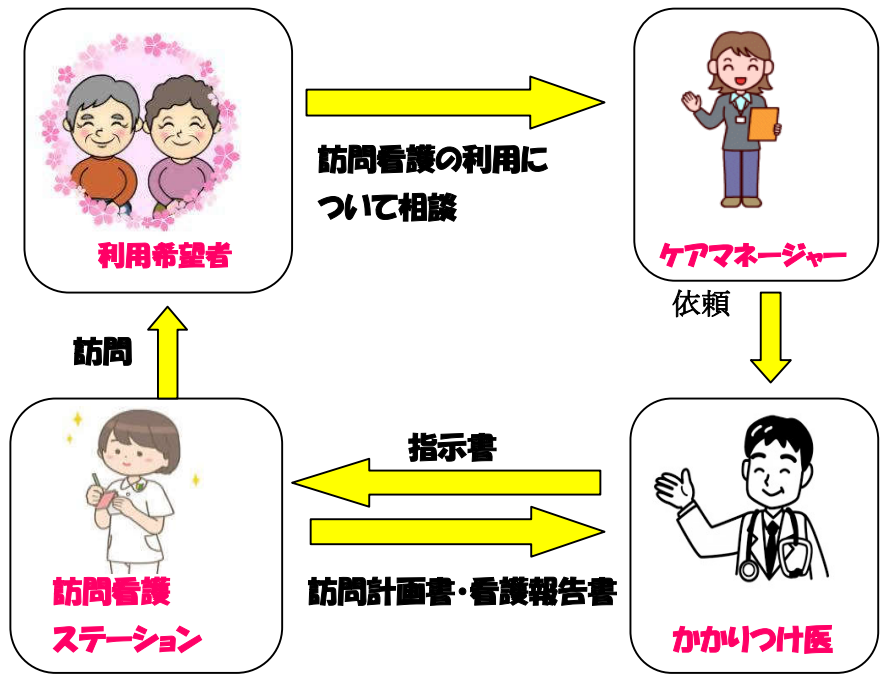 訪問看護の利用に
ついて相談
利用希望者
ケアマネージャー
依頼
訪問
指示書
訪問計画書・看護報告書
訪問看護
ステーション
かかりつけ医